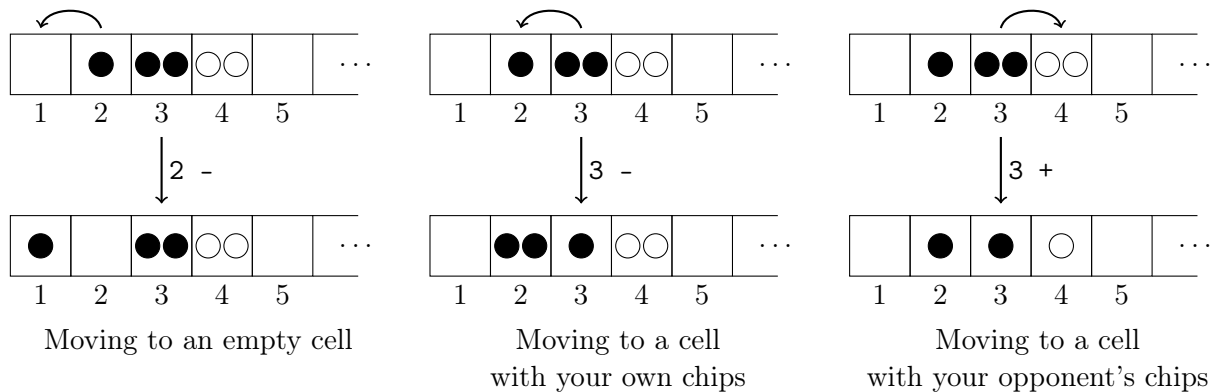 ...
1 2 3 4 5
2 -
...
1 2 3 4 5
Moving to an empty cell
...
1 2 3 4 5
3 -
...
1 2 3 4 5
Moving to a cell
with your own chips
...
1 2 3 4 5
3 +
...
1 2 3 4 5
Moving to a cell
with your opponent's chips